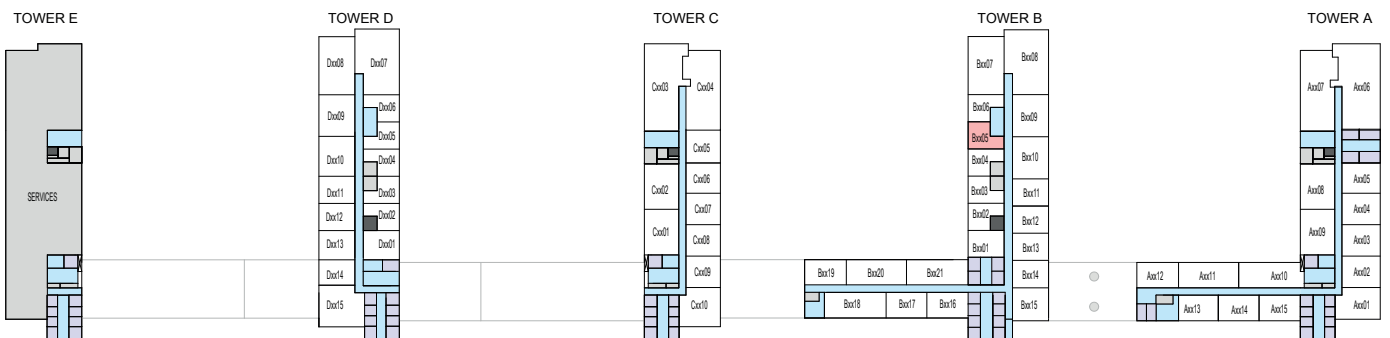 TOWER E
TOWER D
TOWER C
TOWER B
TOWER A
SERVICES
Dxx08
Dxx07
Dxx09
Dxx06
Dxx05
Dxx10
Dxx04
Dxx11
Dxx03
Dxx12
Dxx02
Dxx13
Dxx01
Dxx14
Dxx15
Cxx03
Cxx04
Cxx05
Cxx02
Cxx06
Cxx07
Cxx01
Cxx08
Cxx09
Cxx10
Bxx07
Bxx08
Bxx06
Bxx09
Bxx05
Bxx04
Bxx10
Bxx03
Bxx11
Bxx02
Bxx12
Bxx01
Bxx13
Bxx19
Bxx20
Bxx21
Bxx14
Bxx18
Bxx17
Bxx16
Bxx15
Axx07
Axx06
Axx08
Axx05
Axx04
Axx09
Axx03
Axx12
Axx11
Axx10
Axx02
Axx13
Axx14
Axx15
Axx01